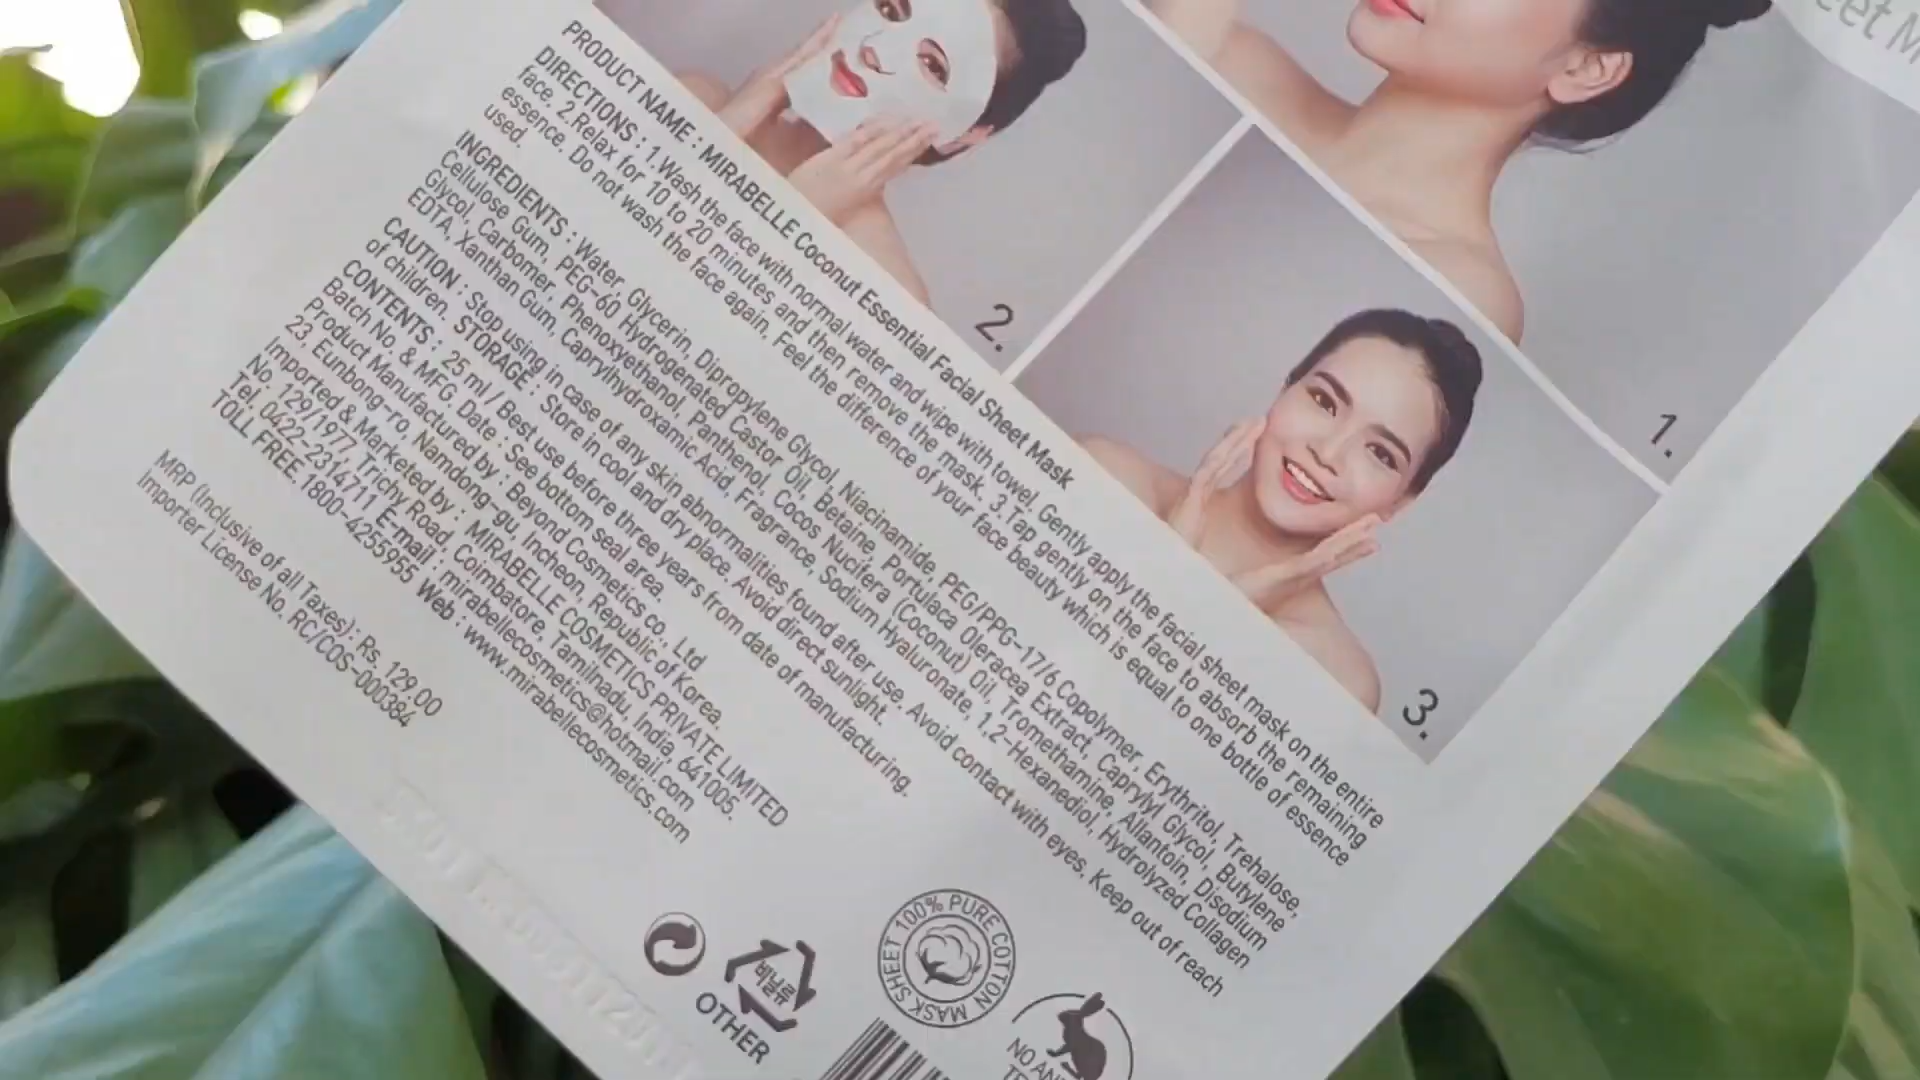 eet M
1.
2.
3.
PRODUCT NAME : MIRABELLE Coconut Essential Facial Sheet Mask
DIRECTIONS : 1.Wash the face with normal water and wipe with towel. Gently apply the facial sheet mask on the entire
face. 2.Relax for 10 to 20 minutes and then remove the mask. 3.Tap gently on the face to absorb the remaining
essence. Do not wash the face again. Feel the difference of your face beauty which is equal to one bottle of essence
used.
INGREDIENTS : Water, Glycerin, Dipropylene Glycol, Niacinamide, PEG/PPG-17/6 Copolymer, Erythritol, Trehalose,
Cellulose Gum, PEG-60 Hydrogenated Castor Oil, Betaine, Portulaca Oleracea Extract, Caprylyl Glycol, Butylene
Glycol, Carbomer, Phenoxyethanol, Panthenol, Cocos Nucifera (Coconut) Oil, Tromethamine, Allantoin, Disodium
EDTA, Xanthan Gum, Caprylhydroxamic Acid, Fragrance, Sodium Hyaluronate, 1,2-Hexanediol, Hydrolyzed Collagen
CAUTION : Stop using in case of any skin abnormalities found after use. Avoid contact with eyes. Keep out of reach
of children. STORAGE : Store in cool and dry place. Avoid direct sunlight.
CONTENTS : 25 ml / Best use before three years from date of manufacturing.
Batch No. & MFG. Date : See bottom seal area.
Product Manufactured by : Beyond Cosmetics co., Ltd
23, Eunbong-ro, Namdong-gu, Incheon, Republic of Korea.
Imported & Marketed by : MIRABELLE COSMETICS PRIVATE LIMITED
No. 129/1977, Trichy Road, Coimbatore, Tamilnadu, India, 641005.
Tel. 0422-2314711 E-mail : mirabellecosmetics@hotmail.com
TOLL FREE. 1800-4255955 Web : www.mirabellecosmetics.com
MRP (Inclusive of all Taxes) : Rs. 129.00
Importer License No. RC/COS-000384
비닐류
OTHER
100% PURE COTTON MASK SHEET
NO